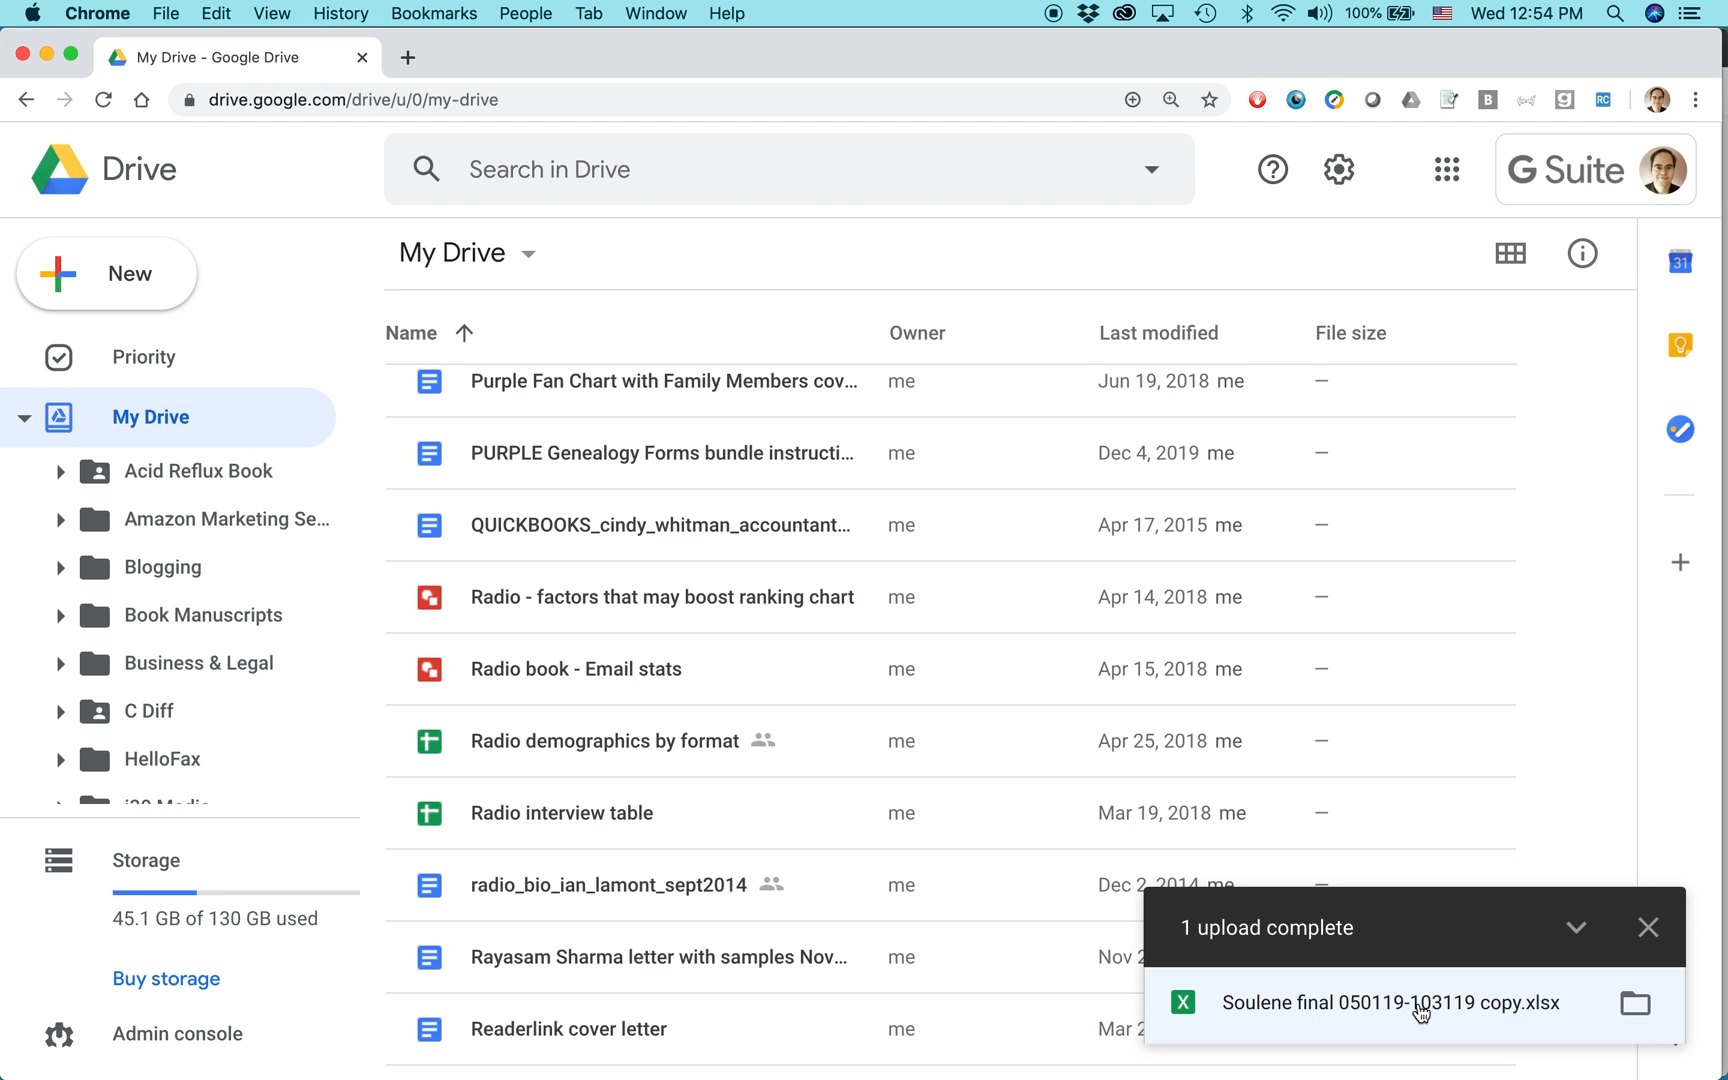 Chrome File Edit View History Bookmarks People Tab Window Help 100% Wed 12:54 PM
My Drive - Google Drive
drive.google.com/drive/u/0/my-drive
B g RC
Drive Search in Drive G Suite
New My Drive
31
Name Owner Last modified File size
Priority
My Drive
Acid Reflux Book
Amazon Marketing Se...
Blogging
Book Manuscripts
Business & Legal
C Diff
HelloFax
Storage
45.1 GB of 130 GB used
Buy storage
Admin console
Purple Fan Chart with Family Members cov... me Jun 19, 2018 me –
PURPLE Genealogy Forms bundle instructi... me Dec 4, 2019 me –
QUICKBOOKS_cindy_whitman_accountant... me Apr 17, 2015 me –
Radio - factors that may boost ranking chart me Apr 14, 2018 me –
Radio book - Email stats me Apr 15, 2018 me –
Radio demographics by format me Apr 25, 2018 me –
Radio interview table me Mar 19, 2018 me –
radio_bio_ian_lamont_sept2014 me Dec 2, 2014 me –
Rayasam Sharma letter with samples Nov... me Nov
Readerlink cover letter me Mar
1 upload complete
X Soulene final 050119-103119 copy.xlsx